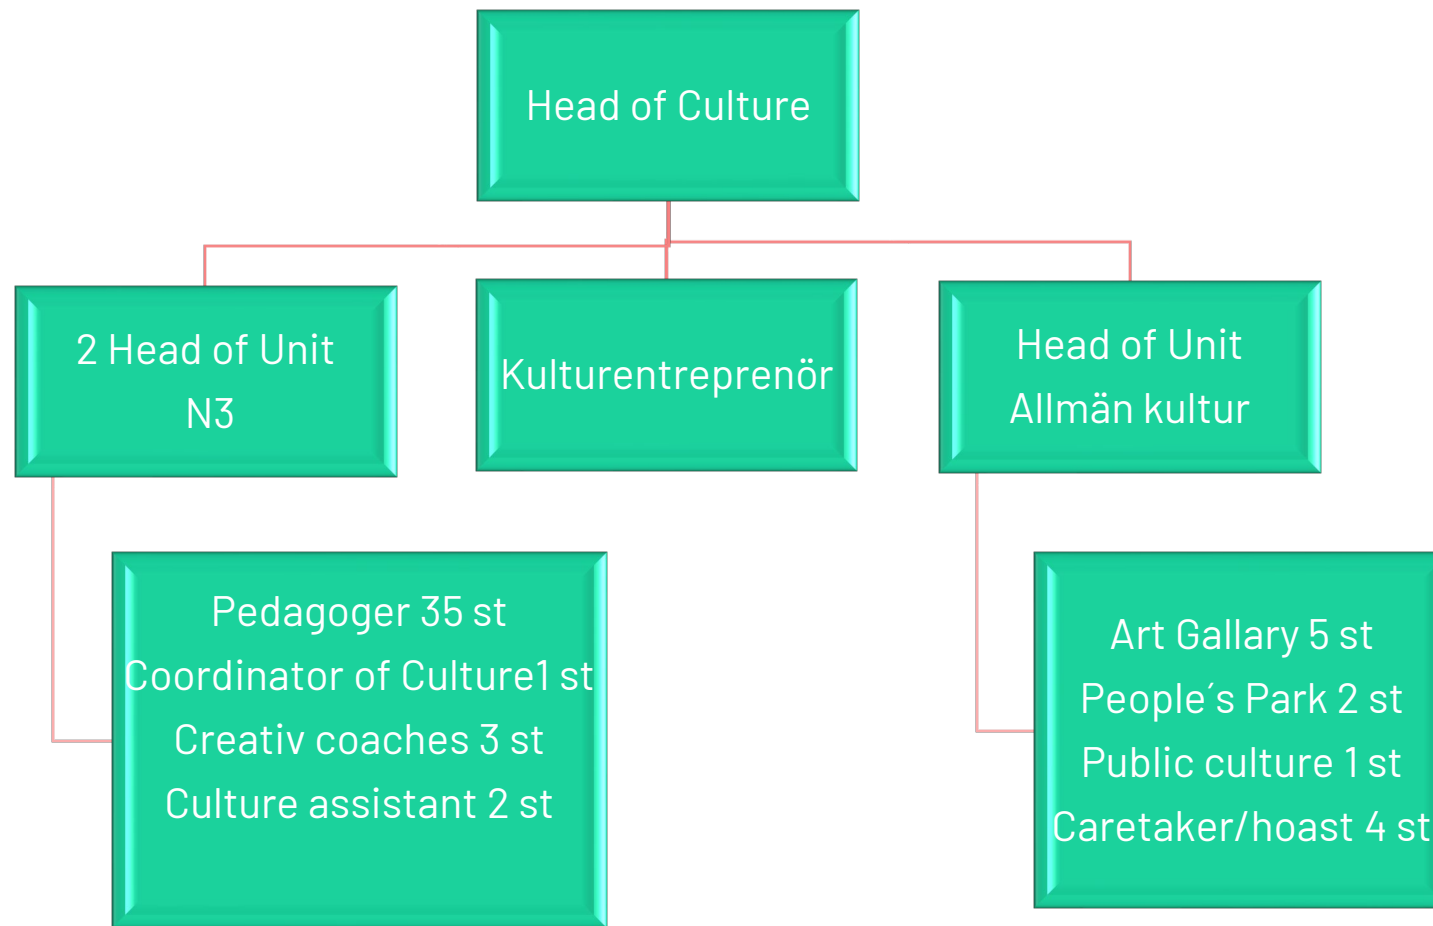 Head of Culture
2 Head of Unit
N3
Kulturentreprenör
Head of Unit
Allmän kultur
Pedagoger 35 st
Coordinator of Culture1 st
Creativ coaches 3 st
Culture assistant 2 st
Art Gallary 5 st
People´s Park 2 st
Public culture 1 st
Caretaker/hoast 4 st